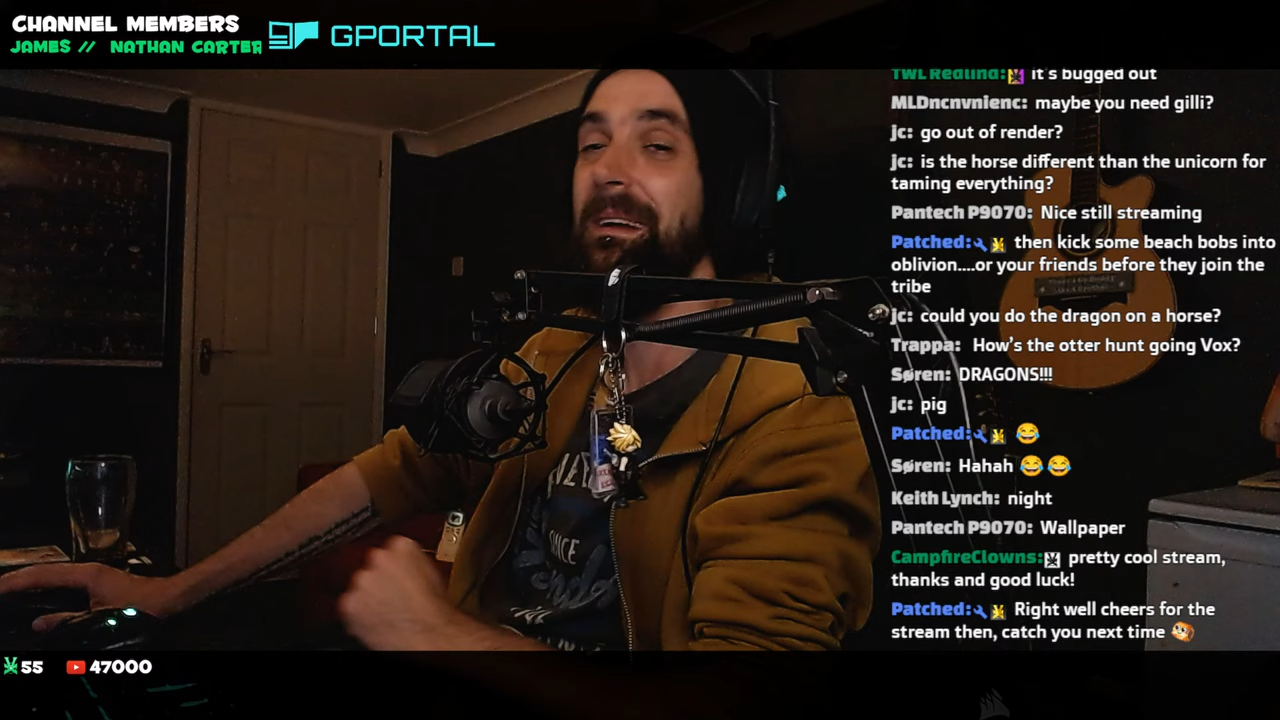 CHANNEL MEMBERS
JAMES // NATHAN CARTER
GPORTAL
TWL Redlind: it's bugged out
MLDncnvnienc: maybe you need gilli?
jc: go out of render?
jc: is the horse different than the unicorn for
taming everything?
Pantech P9070: Nice still streaming
Patched: then kick some beach bobs into
oblivion....or your friends before they join the
tribe
jc: could you do the dragon on a horse?
Trappa: How's the otter hunt going Vox?
Søren: DRAGONS!!!
jc: pig
Patched: 😂
Søren: Hahah 😂😂
Keith Lynch: night
Pantech P9070: Wallpaper
CampfireClowns: pretty cool stream,
thanks and good luck!
Patched: Right well cheers for the
stream then, catch you next time
55 47000